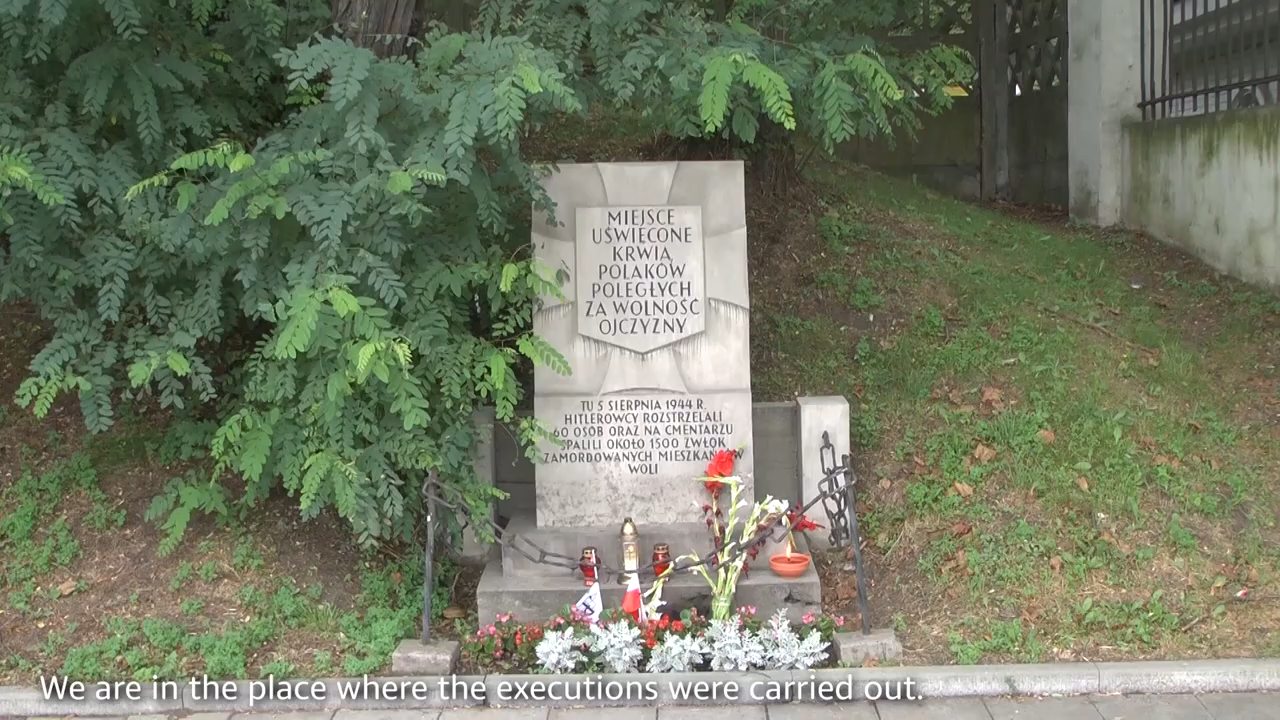 MIEJSCE
UŚWIĘCONE
KRWIĄ
POLAKÓW
POLEGŁYCH
ZA WOLNOŚĆ
OJCZYZNY
TU 5 SIERPNIA 1944 R.
HITLEROWCY ROZSTRZELALI
60 OSÓB ORAZ NA CMENTARZU
SPALILI OKOŁO 1500 ZWŁOK
ZAMORDOWANYCH MIESZKAŃCÓW
WOLI
We are in the place where the executions were carried out.